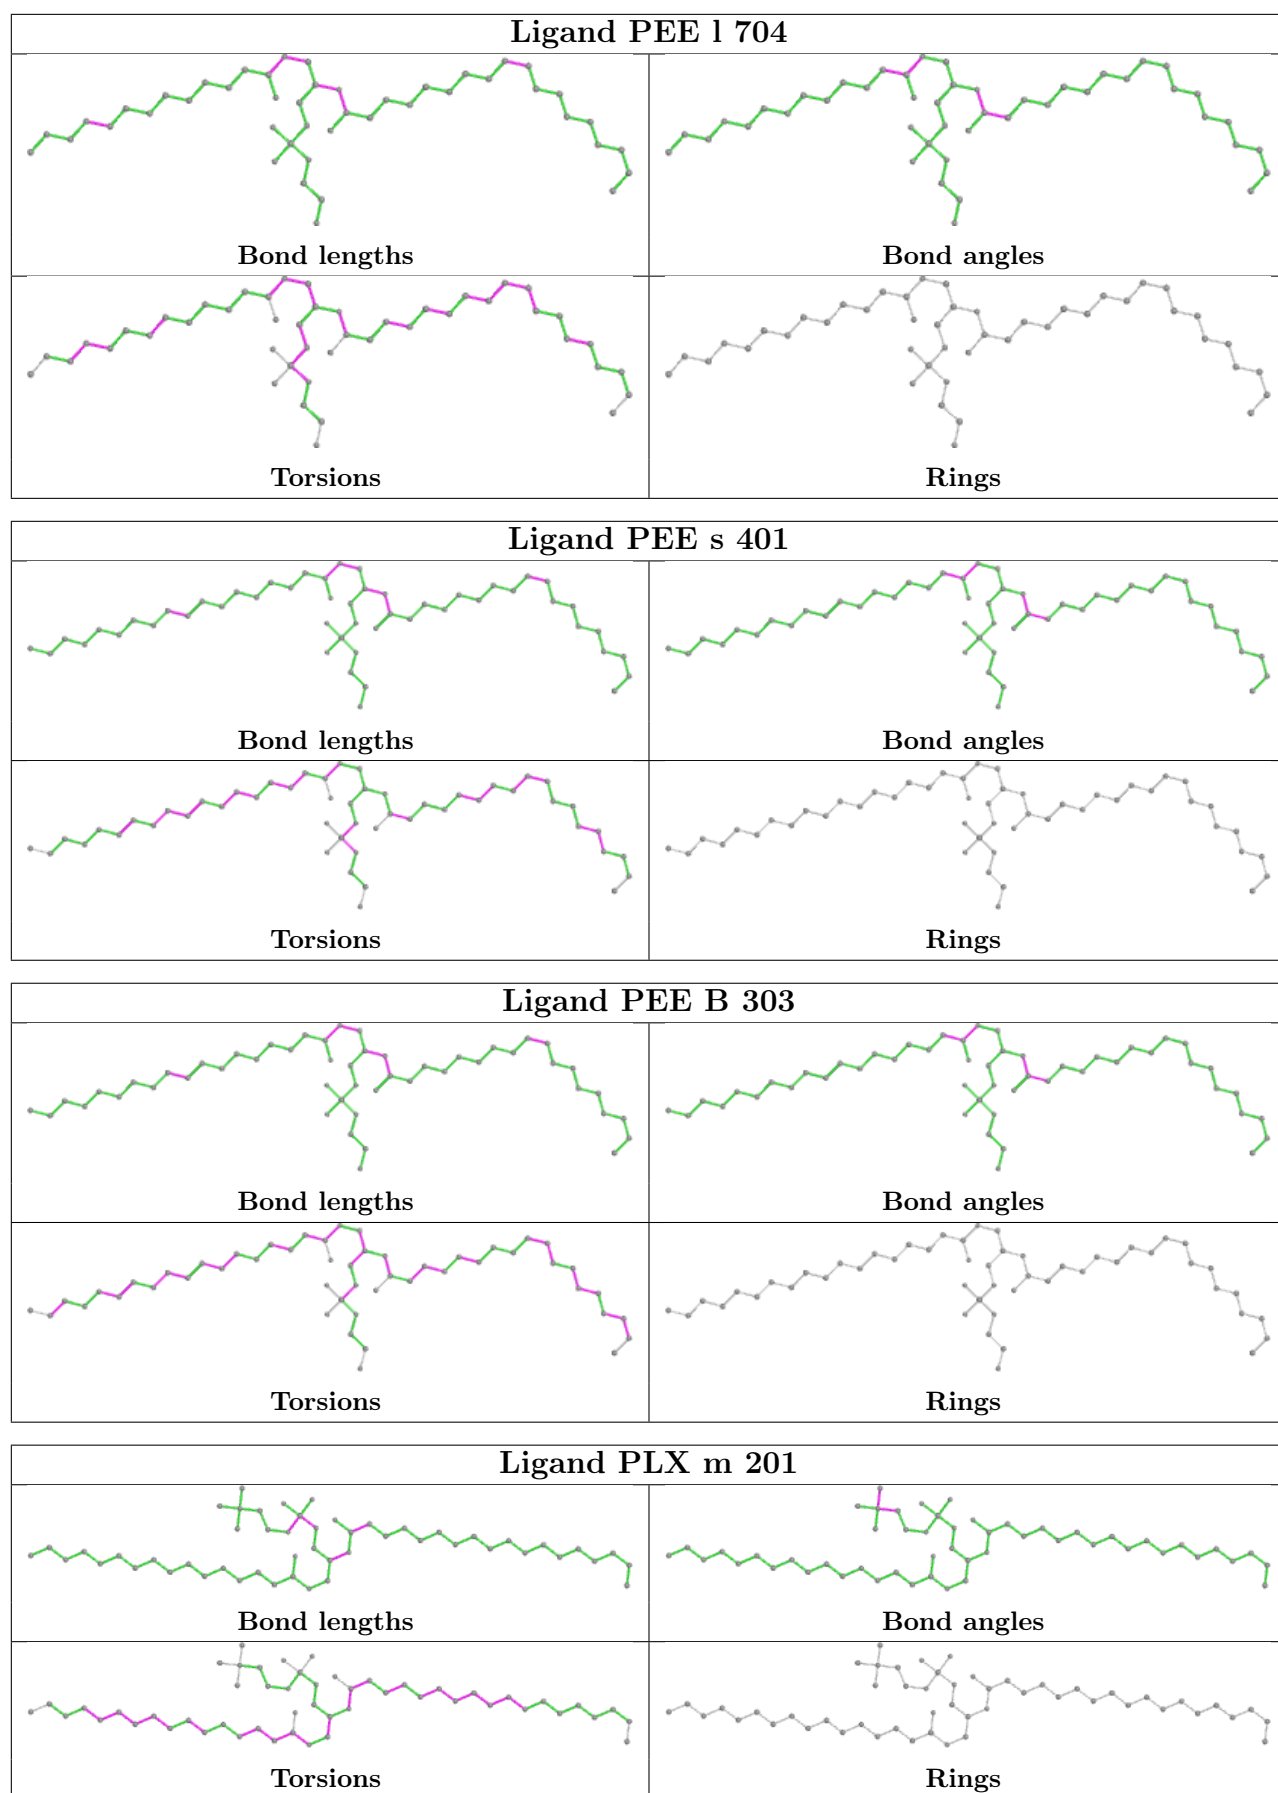 Ligand PEE l 704
Bond lengths
Bond angles
Torsions
Rings
Ligand PEE s 401
Bond lengths
Bond angles
Torsions
Rings
Ligand PEE B 303
Bond lengths
Bond angles
Torsions
Rings
Ligand PLX m 201
Bond lengths
Bond angles
Torsions
Rings